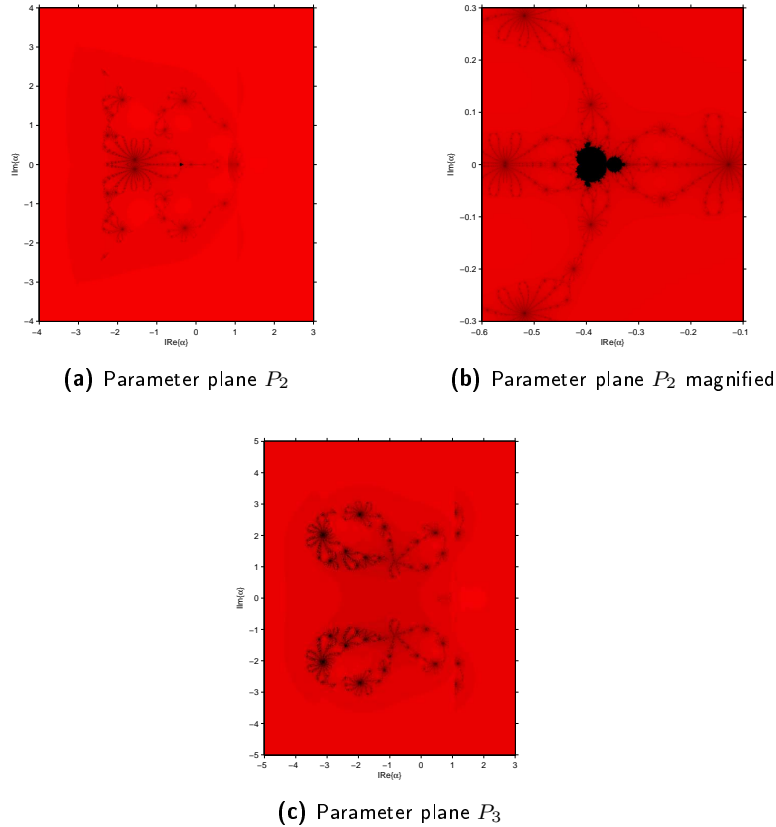 4
3
2
1
0
−1
−2
−3
−4
IIm{α}
−4 −3 −2 −1 0 1 2 3
IRe{α}
(a) Parameter plane P2
0.3
0.2
0.1
0
−0.1
−0.2
−0.3
IIm{α}
−0.6 −0.5 −0.4 −0.3 −0.2 −0.1
IRe{α}
(b) Parameter plane P2 magnified
5
4
3
2
1
0
−1
−2
−3
−4
−5
IIm{α}
−5 −4 −3 −2 −1 0 1 2 3
IRe{α}
(c) Parameter plane P3